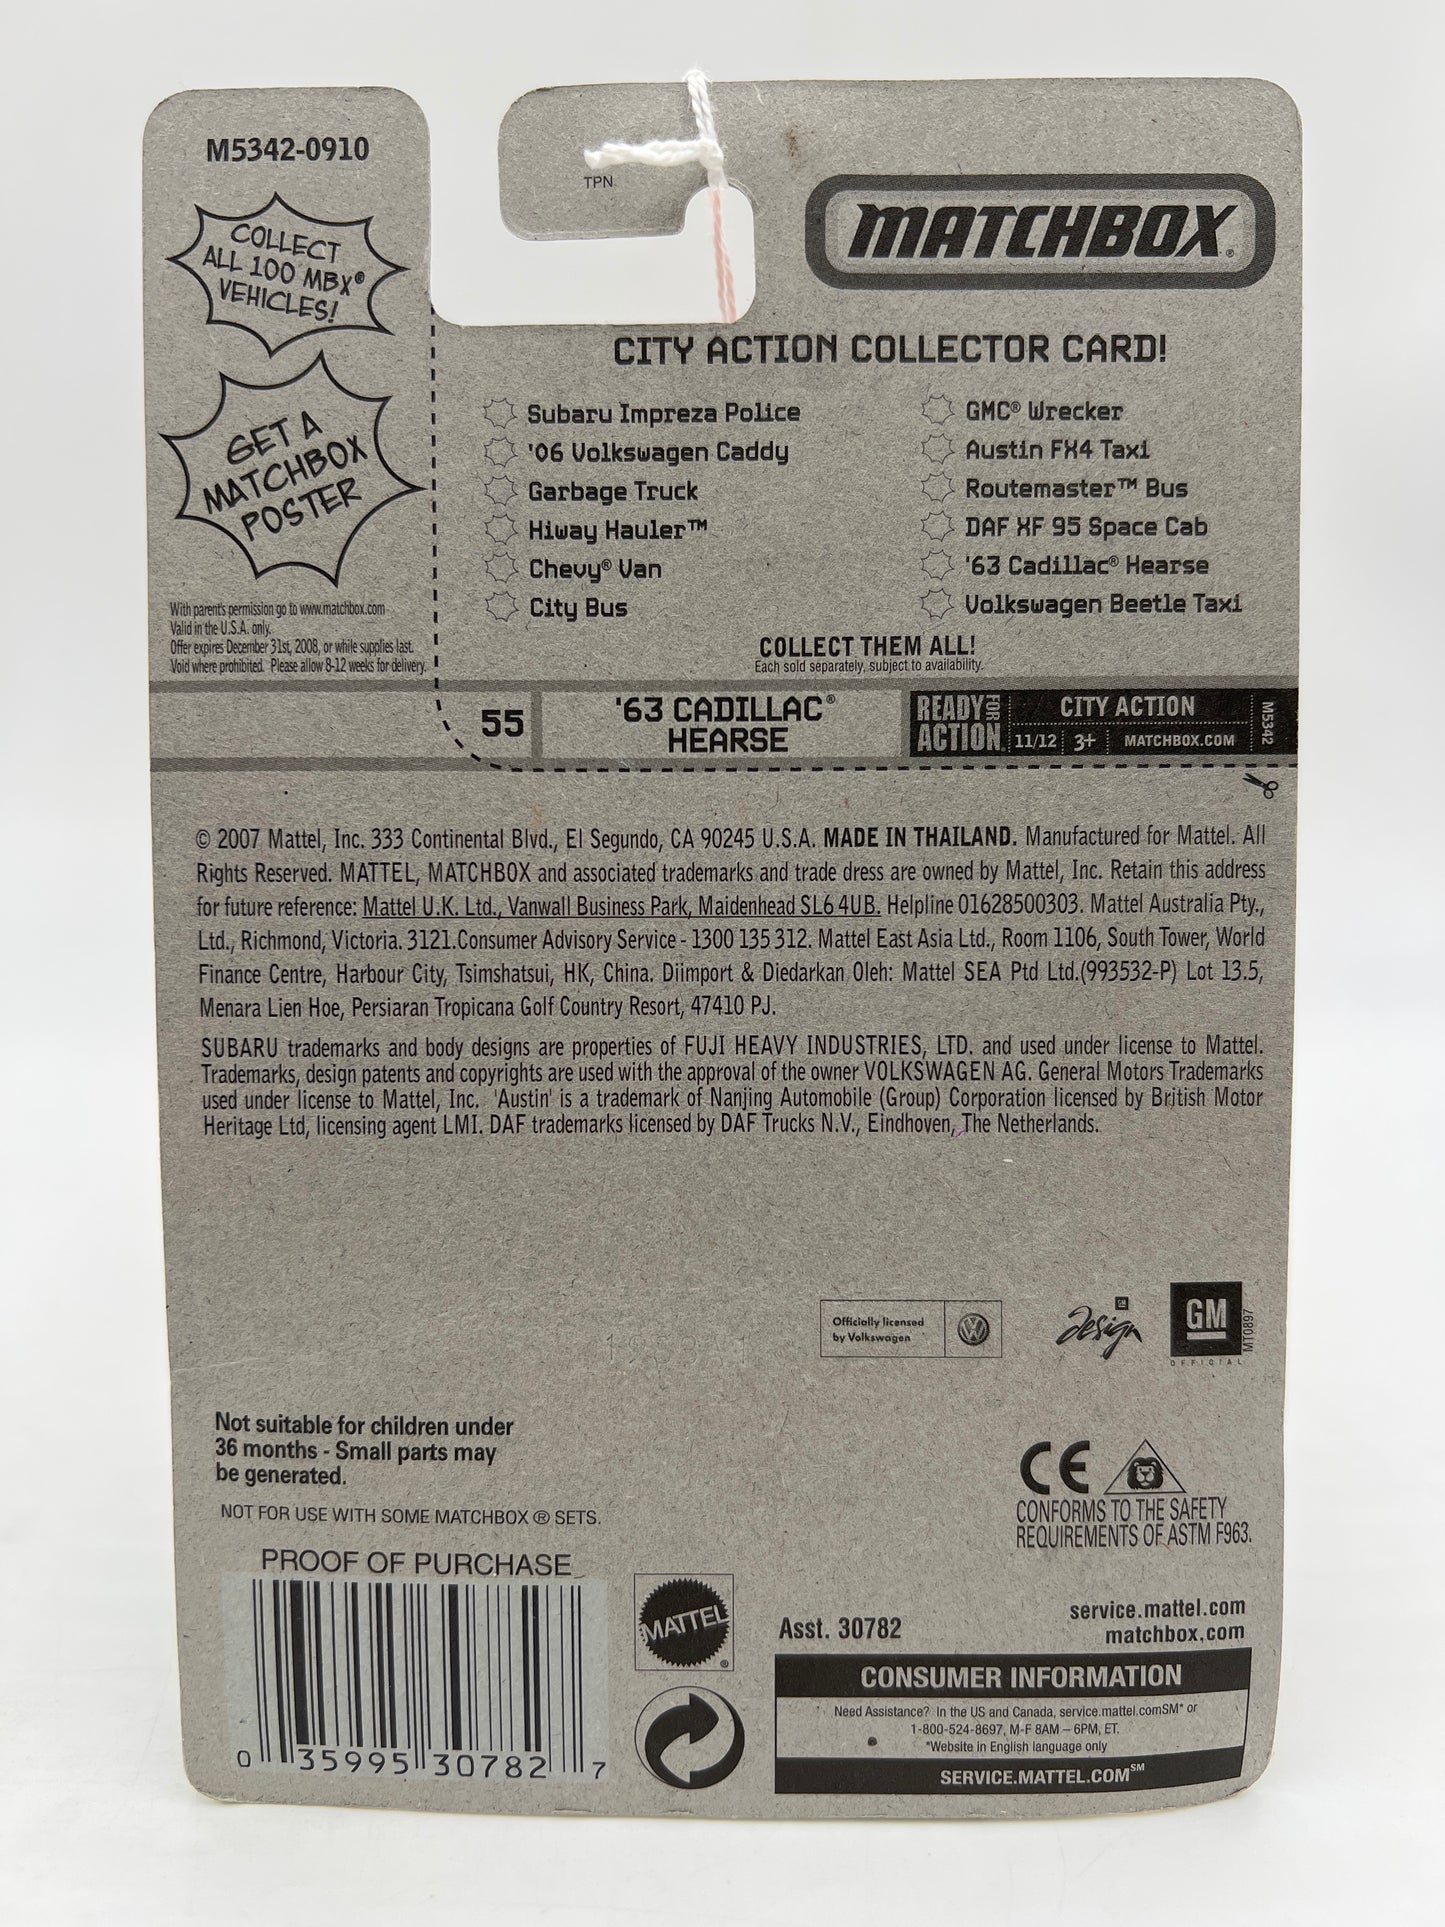 M5342-0910
COLLECT
ALL 100 MBX®
VEHICLES!
GET A
MATCHBOX
POSTER
With parent's permission go to www.matchbox.com
Valid in the U.S.A. only.
Offer expires December 31st, 2008, or while supplies last.
Void where prohibited. Please allow 8-12 weeks for delivery.
TPN
MATCHBOX®
CITY ACTION COLLECTOR CARD!
Subaru Impreza Police
'06 Volkswagen Caddy
Garbage Truck
Hiway Hauler™
Chevy® Van
City Bus
GMC® Wrecker
Austin FX4 Taxi
Routemaster™ Bus
DAF XF 95 Space Cab
'63 Cadillac® Hearse
Volkswagen Beetle Taxi
COLLECT THEM ALL!
Each sold separately, subject to availability.
55
'63 CADILLAC®
HEARSE
READY FOR
ACTION
CITY ACTION
11/12 3+ MATCHBOX.COM
M5342
© 2007 Mattel, Inc. 333 Continental Blvd., El Segundo, CA 90245 U.S.A. MADE IN THAILAND. Manufactured for Mattel. All
Rights Reserved. MATTEL, MATCHBOX and associated trademarks and trade dress are owned by Mattel, Inc. Retain this address
for future reference: Mattel U.K. Ltd., Vanwall Business Park, Maidenhead SL6 4UB. Helpline 01628500303. Mattel Australia Pty.,
Ltd., Richmond, Victoria. 3121.Consumer Advisory Service - 1300 135 312. Mattel East Asia Ltd., Room 1106, South Tower, World
Finance Centre, Harbour City, Tsimshatsui, HK, China. Diimport & Diedarkan Oleh: Mattel SEA Ptd Ltd.(993532-P) Lot 13.5,
Menara Lien Hoe, Persiaran Tropicana Golf Country Resort, 47410 PJ.
SUBARU trademarks and body designs are properties of FUJI HEAVY INDUSTRIES, LTD. and used under license to Mattel.
Trademarks, design patents and copyrights are used with the approval of the owner VOLKSWAGEN AG. General Motors Trademarks
used under license to Mattel, Inc. 'Austin' is a trademark of Nanjing Automobile (Group) Corporation licensed by British Motor
Heritage Ltd, licensing agent LMI. DAF trademarks licensed by DAF Trucks N.V., Eindhoven, The Netherlands.
Officially licensed
by Volkswagen
GM
design
GM
OFFICIAL
MT0897
Not suitable for children under
36 months - Small parts may
be generated.
NOT FOR USE WITH SOME MATCHBOX ® SETS.
CE
CONFORMS TO THE SAFETY
REQUIREMENTS OF ASTM F963.
PROOF OF PURCHASE
0 35995 30782 7
MATTEL®
Asst. 30782
service.mattel.com
matchbox.com
CONSUMER INFORMATION
Need Assistance? In the US and Canada, service.mattel.comSM* or
1-800-524-8697, M-F 8AM – 6PM, ET.
*Website in English language only
SERVICE.MATTEL.COM℠